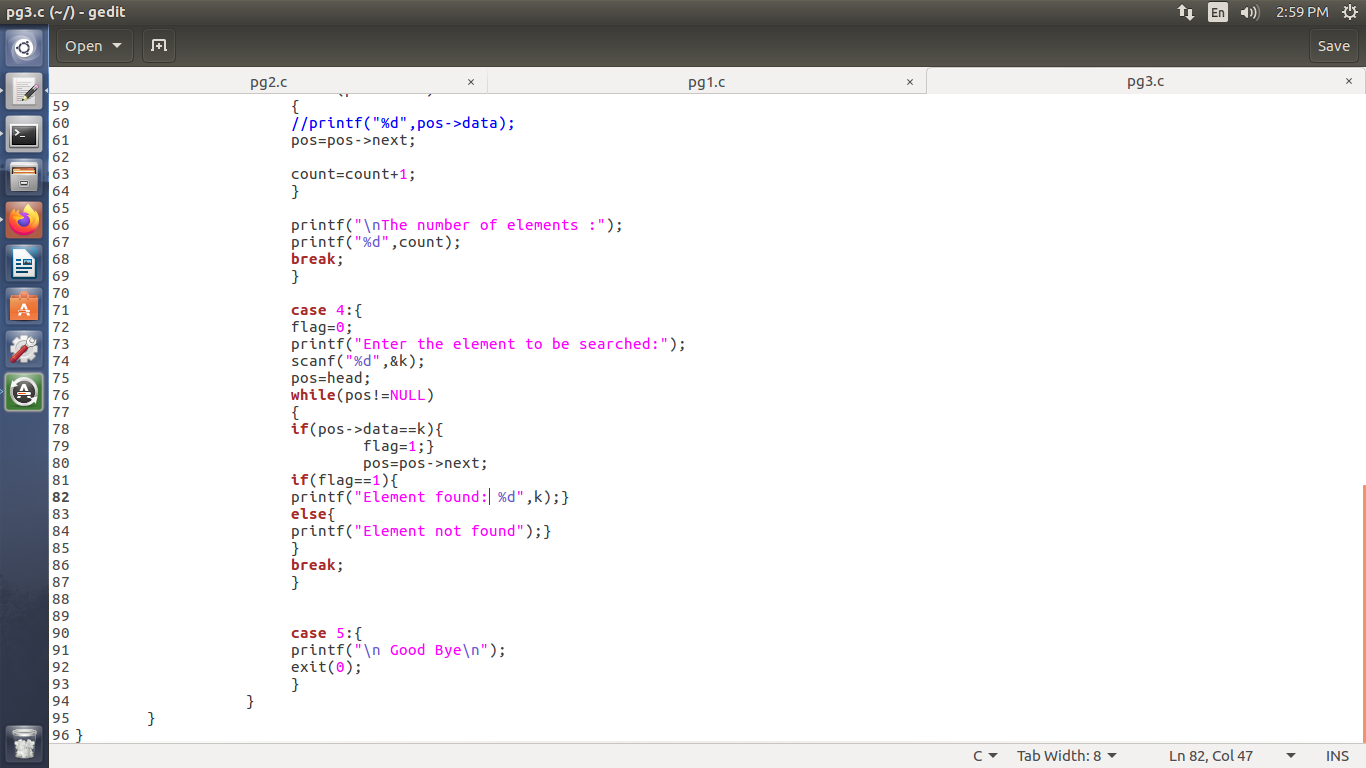 pg3.c (~/) - gedit
En
2:59 PM
Open
Save
pg2.c ×
pg1.c ×
pg3.c ×
59 {
60 //printf("%d",pos->data);
61 pos=pos->next;
62
63 count=count+1;
64 }
65
66 printf("\nThe number of elements :");
67 printf("%d",count);
68 break;
69 }
70
71 case 4:{
72 flag=0;
73 printf("Enter the element to be searched:");
74 scanf("%d",&k);
75 pos=head;
76 while(pos!=NULL)
77 {
78 if(pos->data==k){
79 flag=1;}
80 pos=pos->next;
81 if(flag==1){
82 printf("Element found: %d",k);}
83 else{
84 printf("Element not found");}
85 }
86 break;
87 }
88
89
90 case 5:{
91 printf("\n Good Bye\n");
92 exit(0);
93 }
94 }
95 }
96 }
C
Tab Width: 8
Ln 82, Col 47
INS